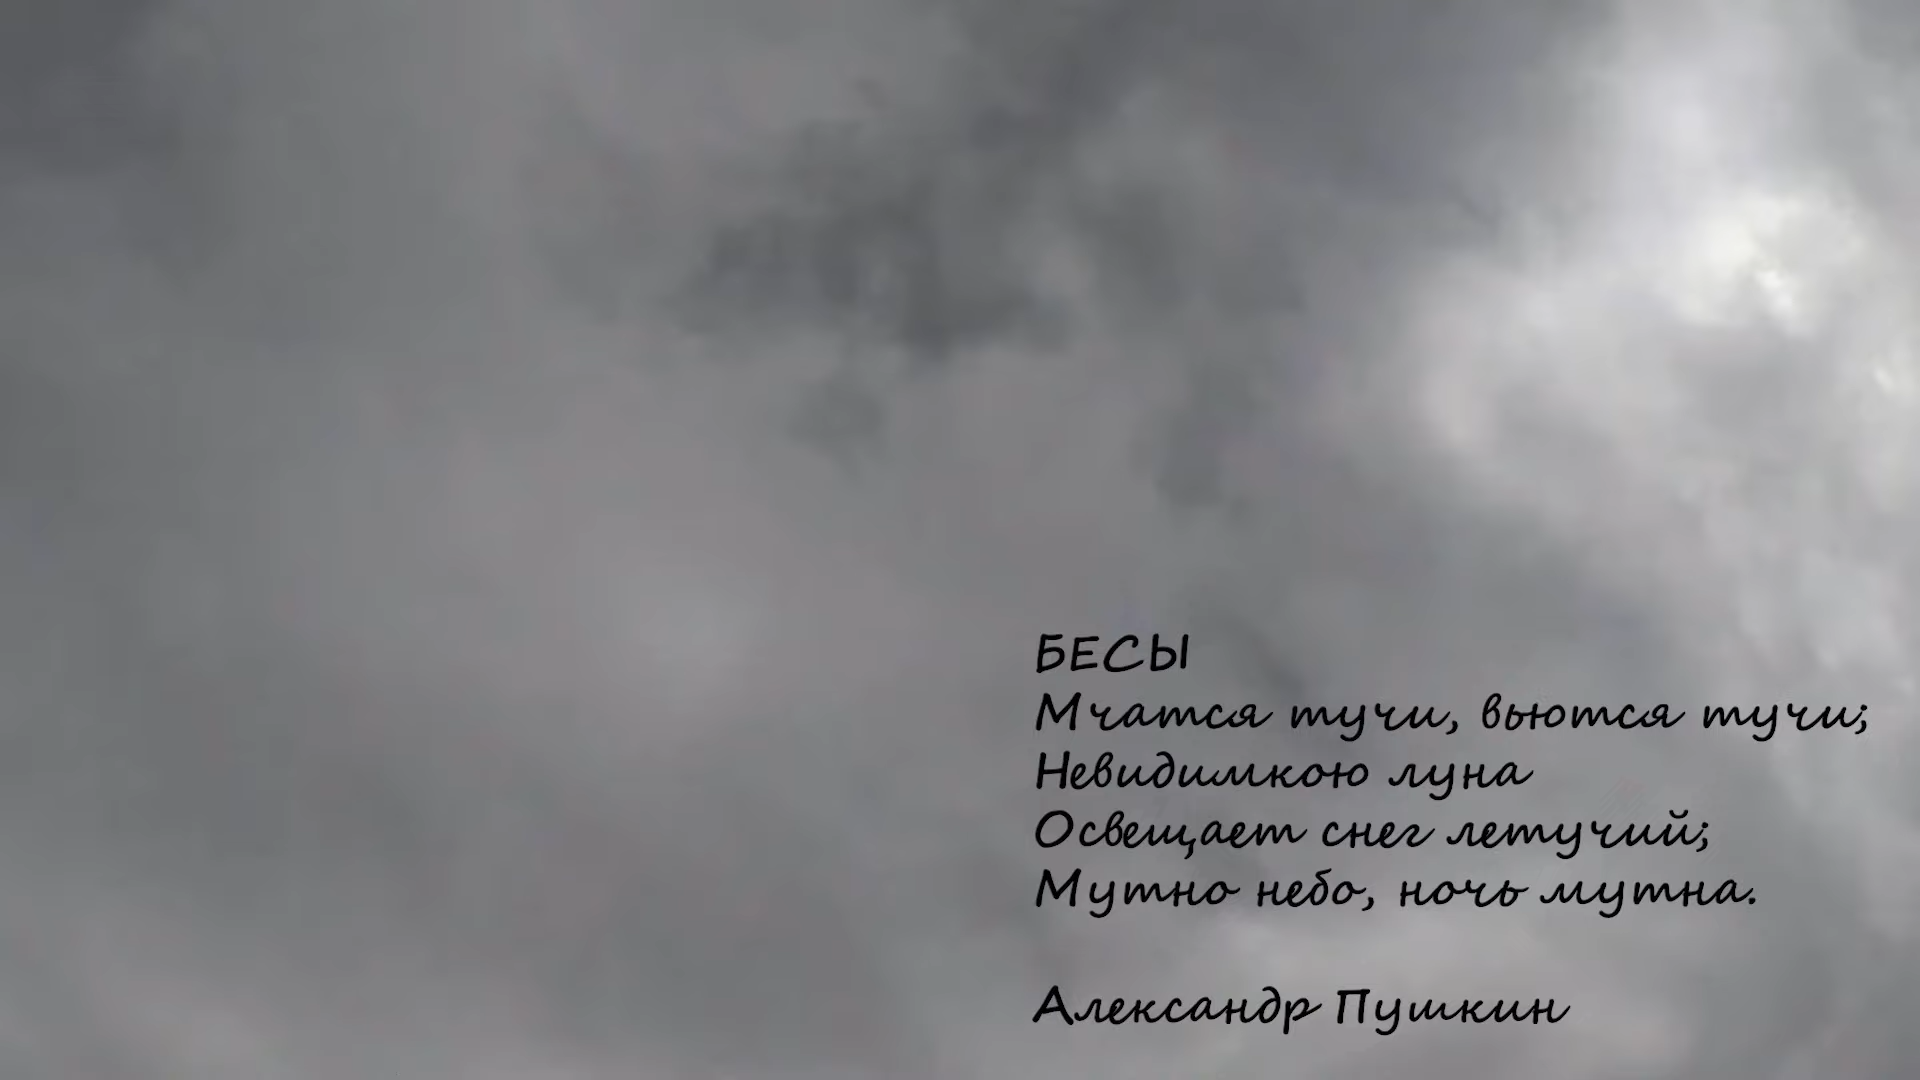 БЕСЫ
Мчатся тучи, вьются тучи;
Невидимкою луна
Освещает снег летучий;
Мутно небо, ночь мутна.
Александр Пушкин